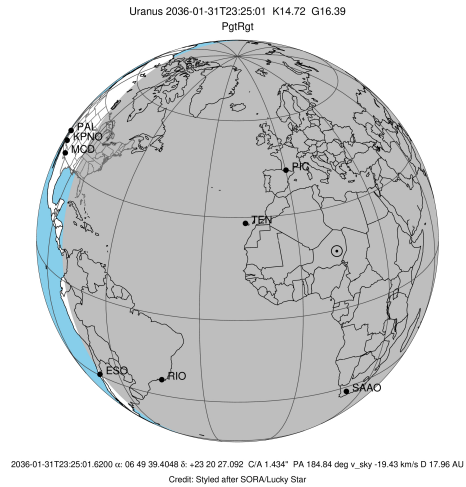 Uranus 2036-01-31T23:25:01 K14.72 G16.39
PgtRgt
PAL
KPNO
MCD
PIC
TEN
ESO
RIO
SAAO
2036-01-31T23:25:01.6200 α: 06 49 39.4048 δ: +23 20 27.092 C/A 1.434" PA 184.84 deg v_sky -19.43 km/s D 17.96 AU
Credit: Styled after SORA/Lucky Star